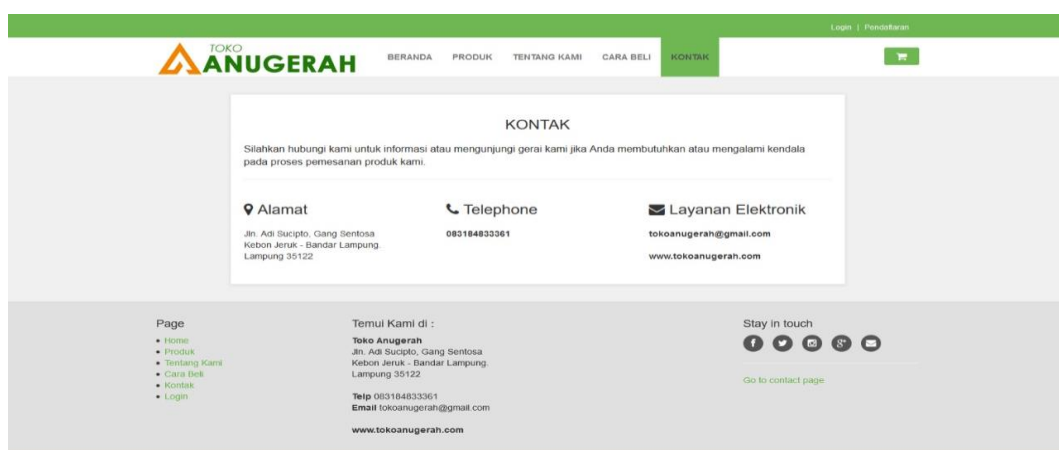 Login | Pendaftaran
TOKO
ANUGERAH
BERANDA PRODUK TENTANG KAMI CARA BELI KONTAK
KONTAK
Silahkan hubungi kami untuk informasi atau mengunjungi gerai kami jika Anda membutuhkan atau mengalami kendala
pada proses pemesanan produk kami.
Alamat
Jln. Adi Sucipto, Gang Sentosa
Kebon Jeruk - Bandar Lampung.
Lampung 35122
Telephone
083184833361
Layanan Elektronik
tokoanugerah@gmail.com
www.tokoanugerah.com
Page
Home
Produk
Tentang Kami
Cara Beli
Kontak
Login
Temui Kami di :
Toko Anugerah
Jln. Adi Sucipto, Gang Sentosa
Kebon Jeruk - Bandar Lampung.
Lampung 35122
Telp 083184833361
Email tokoanugerah@gmail.com
www.tokoanugerah.com
Stay in touch
Go to contact page